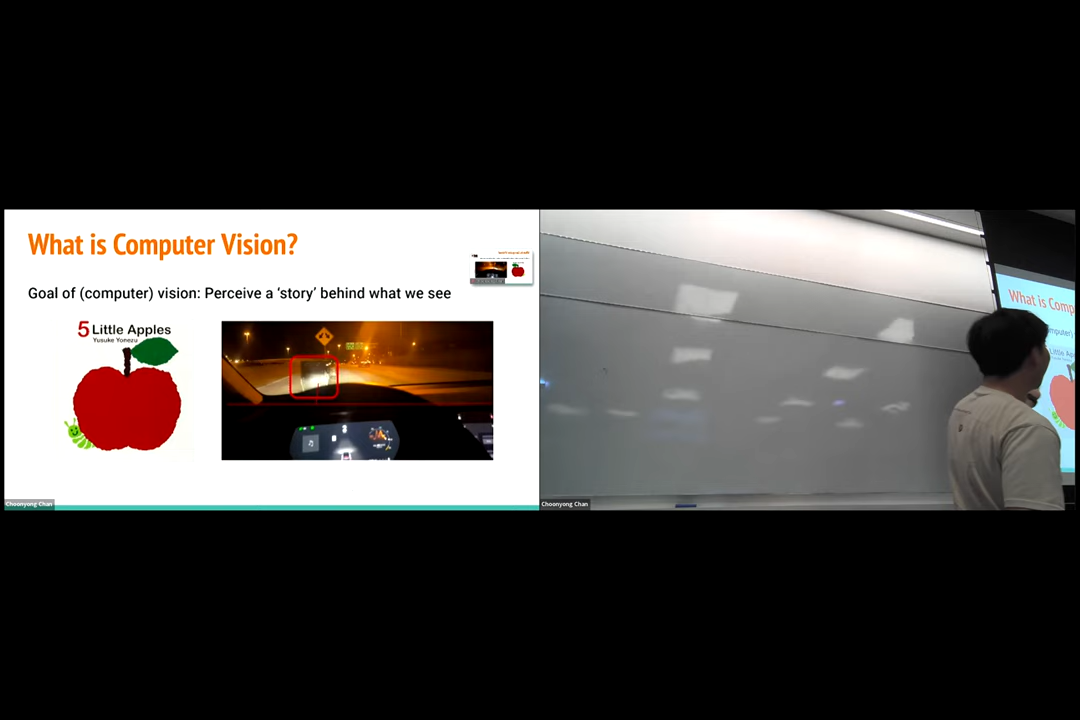 What is Computer Vision?
Goal of (computer) vision: Perceive a ‘story’ behind what we see
5 Little Apples
Yusuke Yonezu
Choonyong Chan
What is Comp
Choonyong Chan